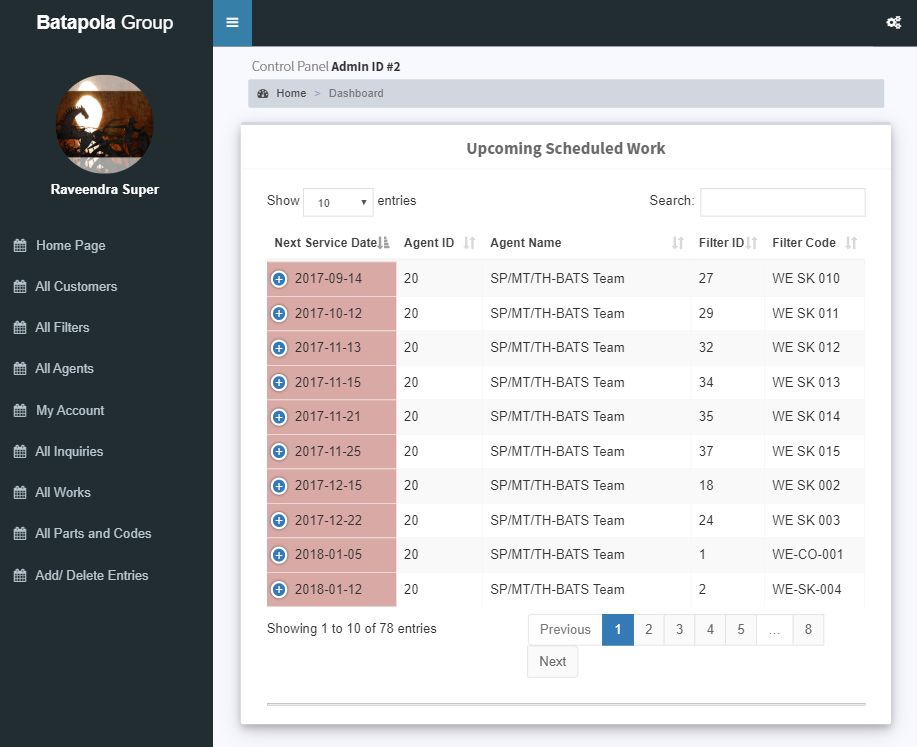 Batapola Group
Control Panel Admin ID #2
Home > Dashboard
Raveendra Super
Home Page
All Customers
All Filters
All Agents
My Account
All Inquiries
All Works
All Parts and Codes
Add/ Delete Entries
Upcoming Scheduled Work
Show 10 entries Search:
Next Service Date Agent ID Agent Name Filter ID Filter Code
2017-09-14 20 SP/MT/TH-BATS Team 27 WE SK 010
2017-10-12 20 SP/MT/TH-BATS Team 29 WE SK 011
2017-11-13 20 SP/MT/TH-BATS Team 32 WE SK 012
2017-11-15 20 SP/MT/TH-BATS Team 34 WE SK 013
2017-11-21 20 SP/MT/TH-BATS Team 35 WE SK 014
2017-11-25 20 SP/MT/TH-BATS Team 37 WE SK 015
2017-12-15 20 SP/MT/TH-BATS Team 18 WE SK 002
2017-12-22 20 SP/MT/TH-BATS Team 24 WE SK 003
2018-01-05 20 SP/MT/TH-BATS Team 1 WE-CO-001
2018-01-12 20 SP/MT/TH-BATS Team 2 WE-SK-004
Showing 1 to 10 of 78 entries Previous 1 2 3 4 5 … 8
Next